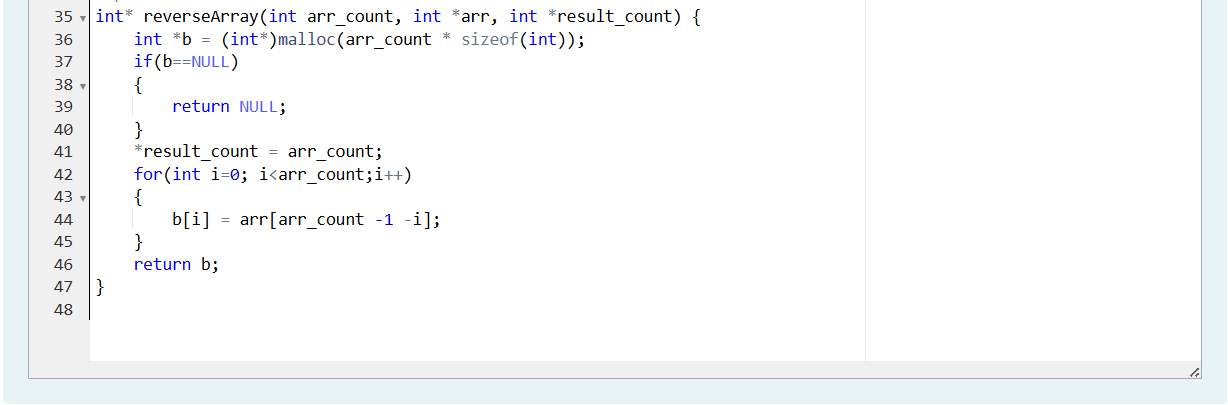 35 int* reverseArray(int arr_count, int *arr, int *result_count) {
36     int *b = (int*)malloc(arr_count * sizeof(int));
37     if(b==NULL)
38     {
39         return NULL;
40     }
41     *result_count = arr_count;
42     for(int i=0; i<arr_count;i++)
43     {
44         b[i] = arr[arr_count -1 -i];
45     }
46     return b;
47 }
48